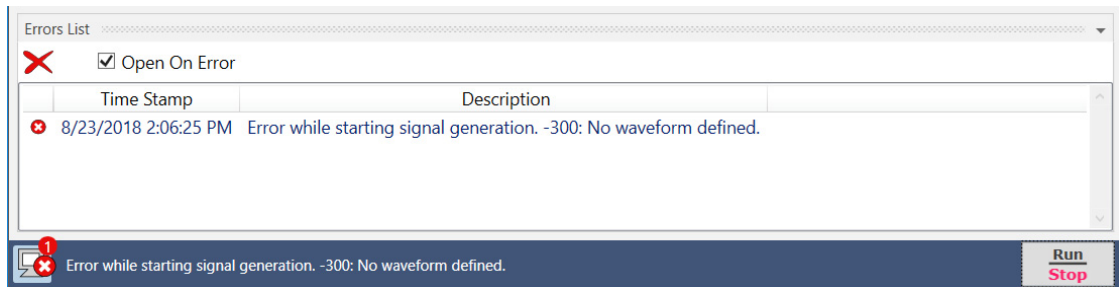 Errors List
Open On Error
Time Stamp Description
8/23/2018 2:06:25 PM Error while starting signal generation. -300: No waveform defined.
1
Error while starting signal generation. -300: No waveform defined.
Run
Stop